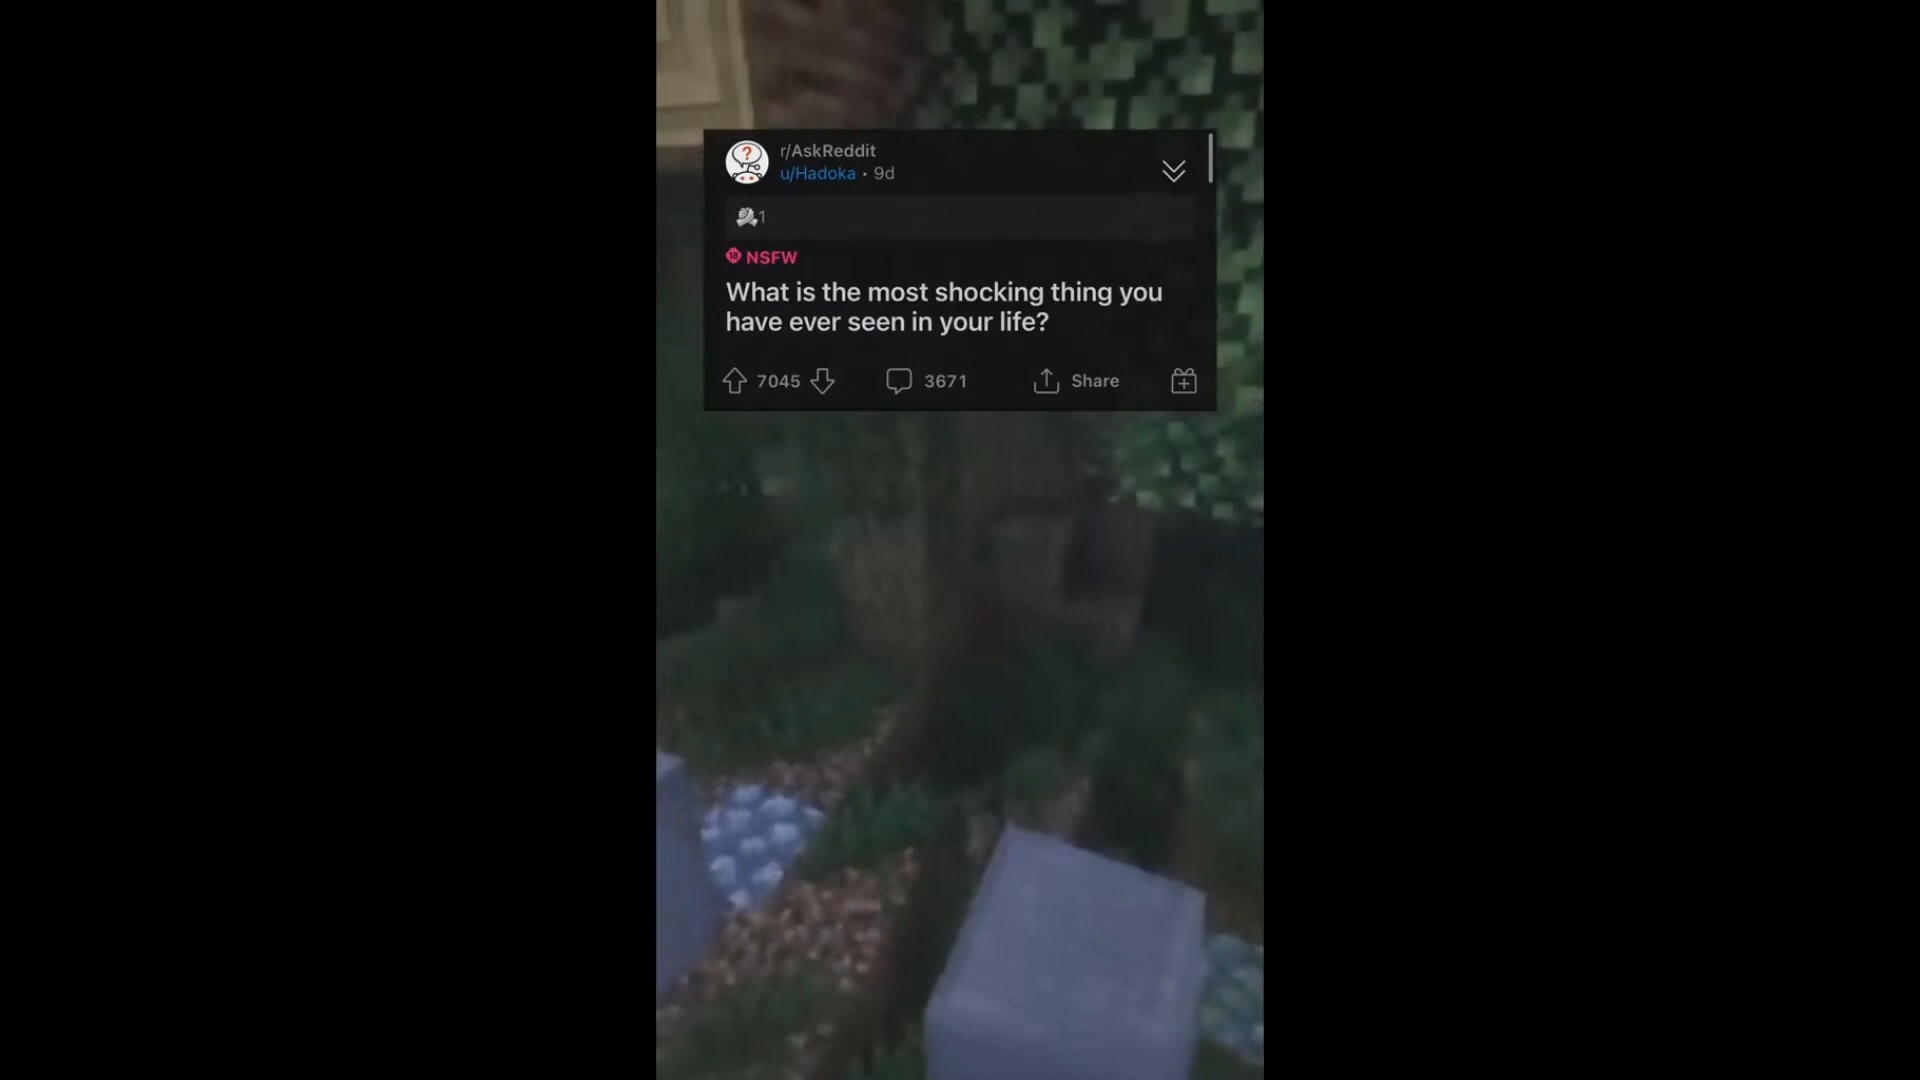 r/AskReddit
u/Hadoka • 9d
1
NSFW
What is the most shocking thing you
have ever seen in your life?
7045 3671 Share